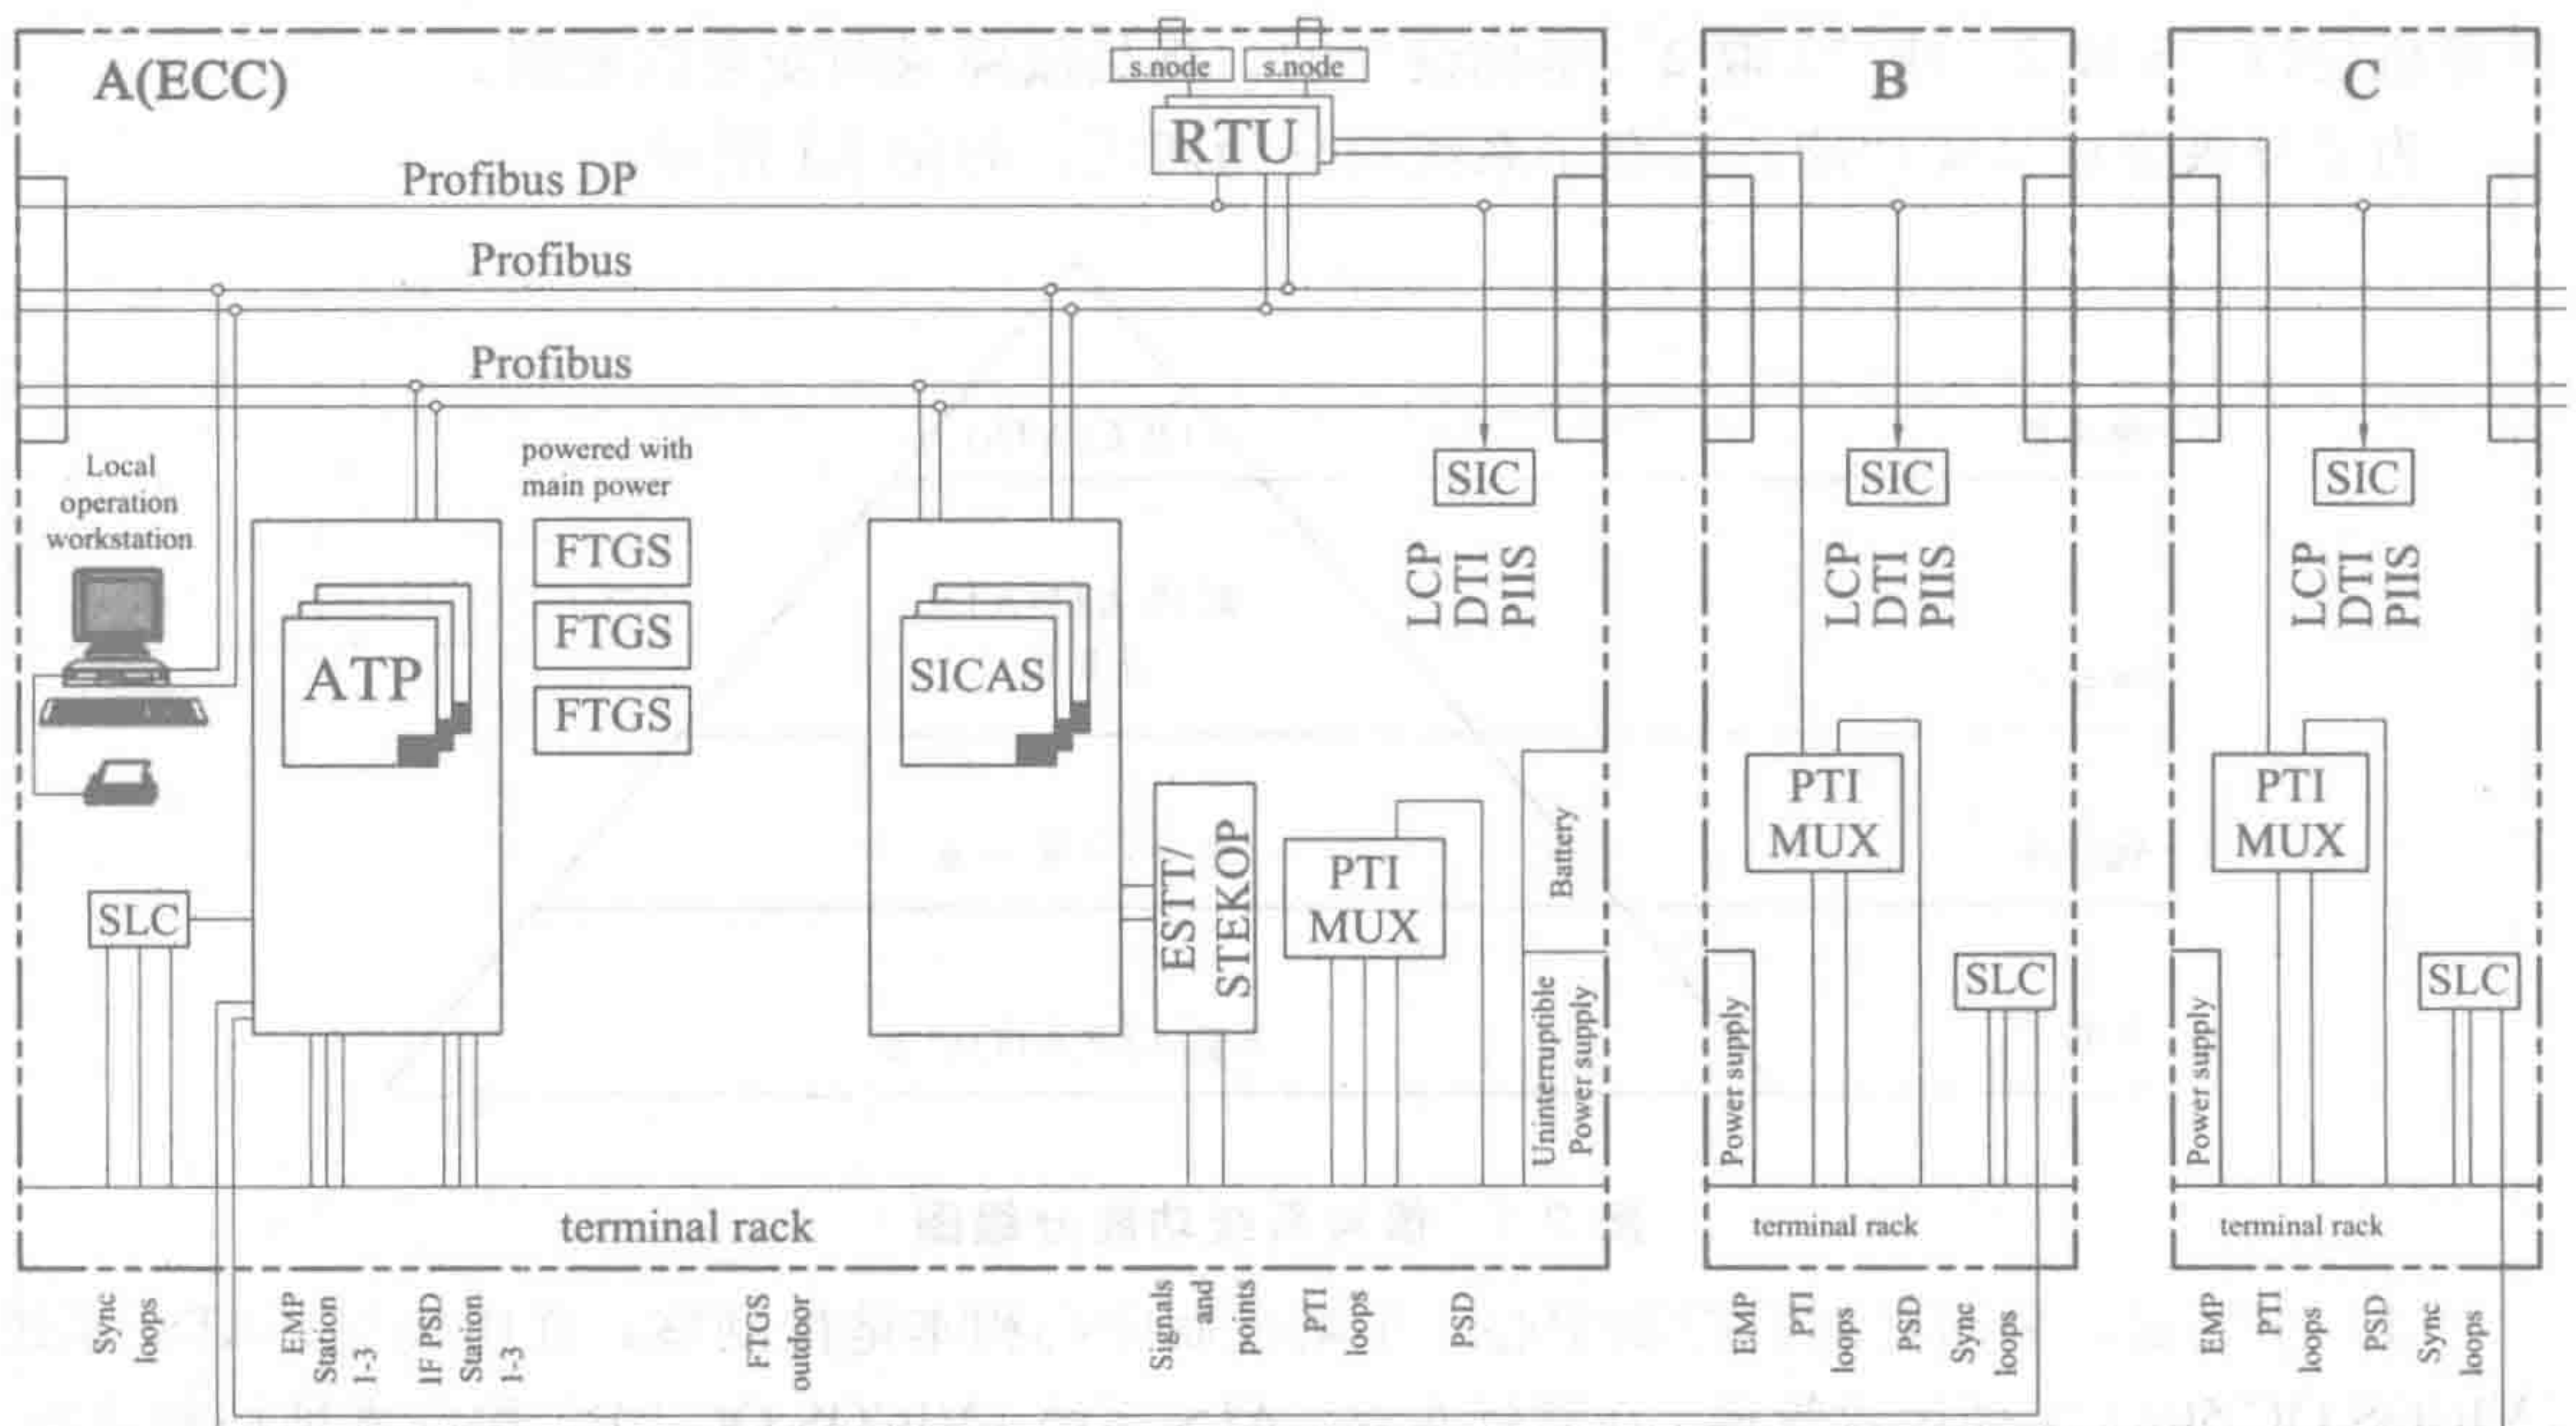 A(ECC)
s.node
s.node
RTU
B
C
Profibus DP
Profibus
Profibus
Local
operation
workstation
powered with
main power
FTGS
FTGS
FTGS
ATP
SICAS
SIC
LCP
DTI
PIIS
SIC
LCP
DTI
PIIS
SIC
LCP
DTI
PIIS
SLC
ESTT/
STEKOP
PTI
MUX
Battery
Uninterruptible
Power supply
PTI
MUX
Power supply
SLC
PTI
MUX
Power supply
SLC
terminal rack
terminal rack
terminal rack
Sync
loops
EMP
Station
1-3
IF PSD
Station
1-3
FTGS
outdoor
Signals
and
points
PTI
loops
PSD
EMP
PTI
loops
PSD
Sync
loops
EMP
PTI
loops
PSD
Sync
loops